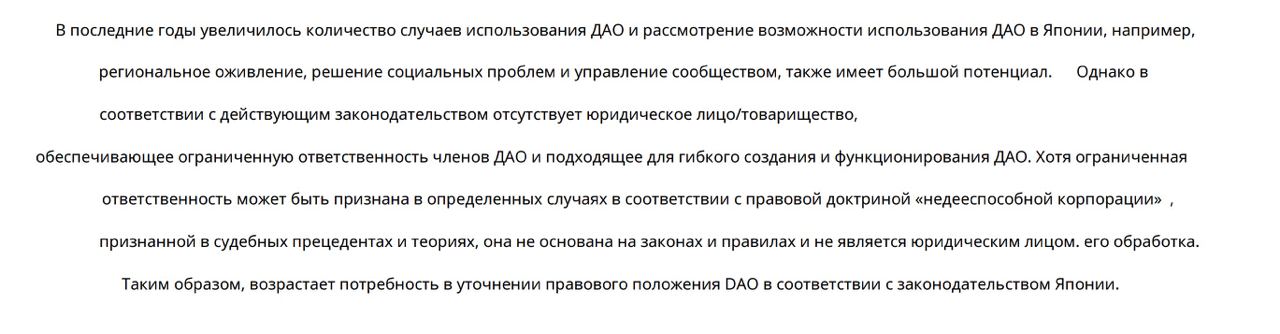 В последние годы увеличилось количество случаев использования ДАО и рассмотрение возможности использования ДАО в Японии, например,
региональное оживление, решение социальных проблем и управление сообществом, также имеет большой потенциал. Однако в
соответствии с действующим законодательством отсутствует юридическое лицо/товарищество,
обеспечивающее ограниченную ответственность членов ДАО и подходящее для гибкого создания и функционирования ДАО. Хотя ограниченная
ответственность может быть признана в определенных случаях в соответствии с правовой доктриной «недееспособной корпорации» ,
признанной в судебных прецедентах и теориях, она не основана на законах и правилах и не является юридическим лицом. его обработка.
Таким образом, возрастает потребность в уточнении правового положения DAO в соответствии с законодательством Японии.